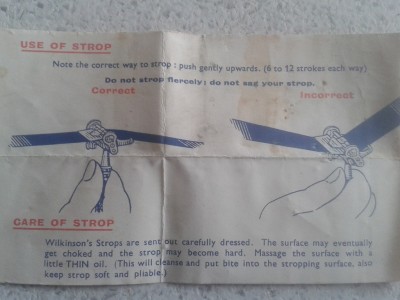 USE OF STROP
Note the correct way to strop : push gently upwards. (6 to 12 strokes each way)
Do not strop fiercely: do not sag your strop.
Correct
Incorrect
CARE OF STROP
Wilkinson's Strops are sent out carefully dressed. The surface may eventually
get choked and the strop may become hard. Massage the surface with a
little THIN oil. (This will cleanse and put bite into the stropping surface, also
keep strop soft and pliable.)